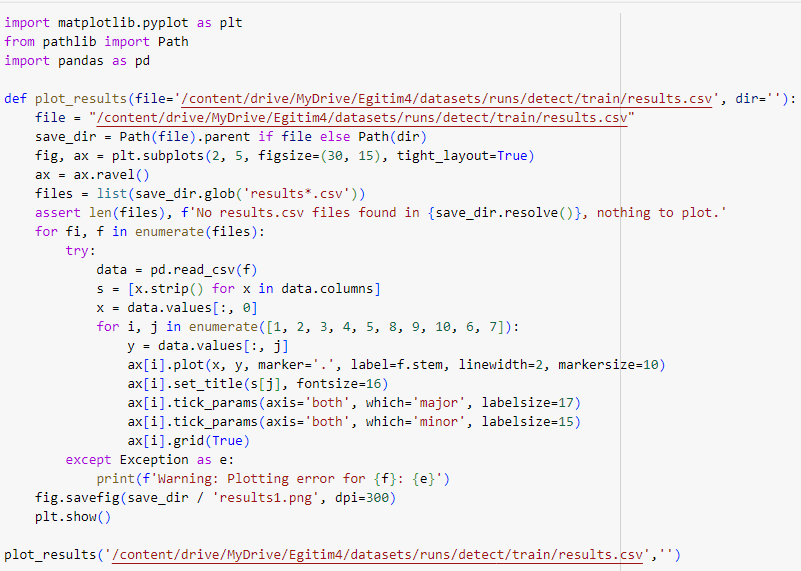 import matplotlib.pyplot as plt
from pathlib import Path
import pandas as pd

def plot_results(file='/content/drive/MyDrive/Egitim4/datasets/runs/detect/train/results.csv', dir=''):
    file = "/content/drive/MyDrive/Egitim4/datasets/runs/detect/train/results.csv"
    save_dir = Path(file).parent if file else Path(dir)
    fig, ax = plt.subplots(2, 5, figsize=(30, 15), tight_layout=True)
    ax = ax.ravel()
    files = list(save_dir.glob('results*.csv'))
    assert len(files), f'No results.csv files found in {save_dir.resolve()}, nothing to plot.'
    for fi, f in enumerate(files):
        try:
            data = pd.read_csv(f)
            s = [x.strip() for x in data.columns]
            x = data.values[:, 0]
            for i, j in enumerate([1, 2, 3, 4, 5, 8, 9, 10, 6, 7]):
                y = data.values[:, j]
                ax[i].plot(x, y, marker='.', label=f.stem, linewidth=2, markersize=10)
                ax[i].set_title(s[j], fontsize=16)
                ax[i].tick_params(axis='both', which='major', labelsize=17)
                ax[i].tick_params(axis='both', which='minor', labelsize=15)
                ax[i].grid(True)
        except Exception as e:
            print(f'Warning: Plotting error for {f}: {e}')
    fig.savefig(save_dir / 'results1.png', dpi=300)
    plt.show()

plot_results('/content/drive/MyDrive/Egitim4/datasets/runs/detect/train/results.csv','')